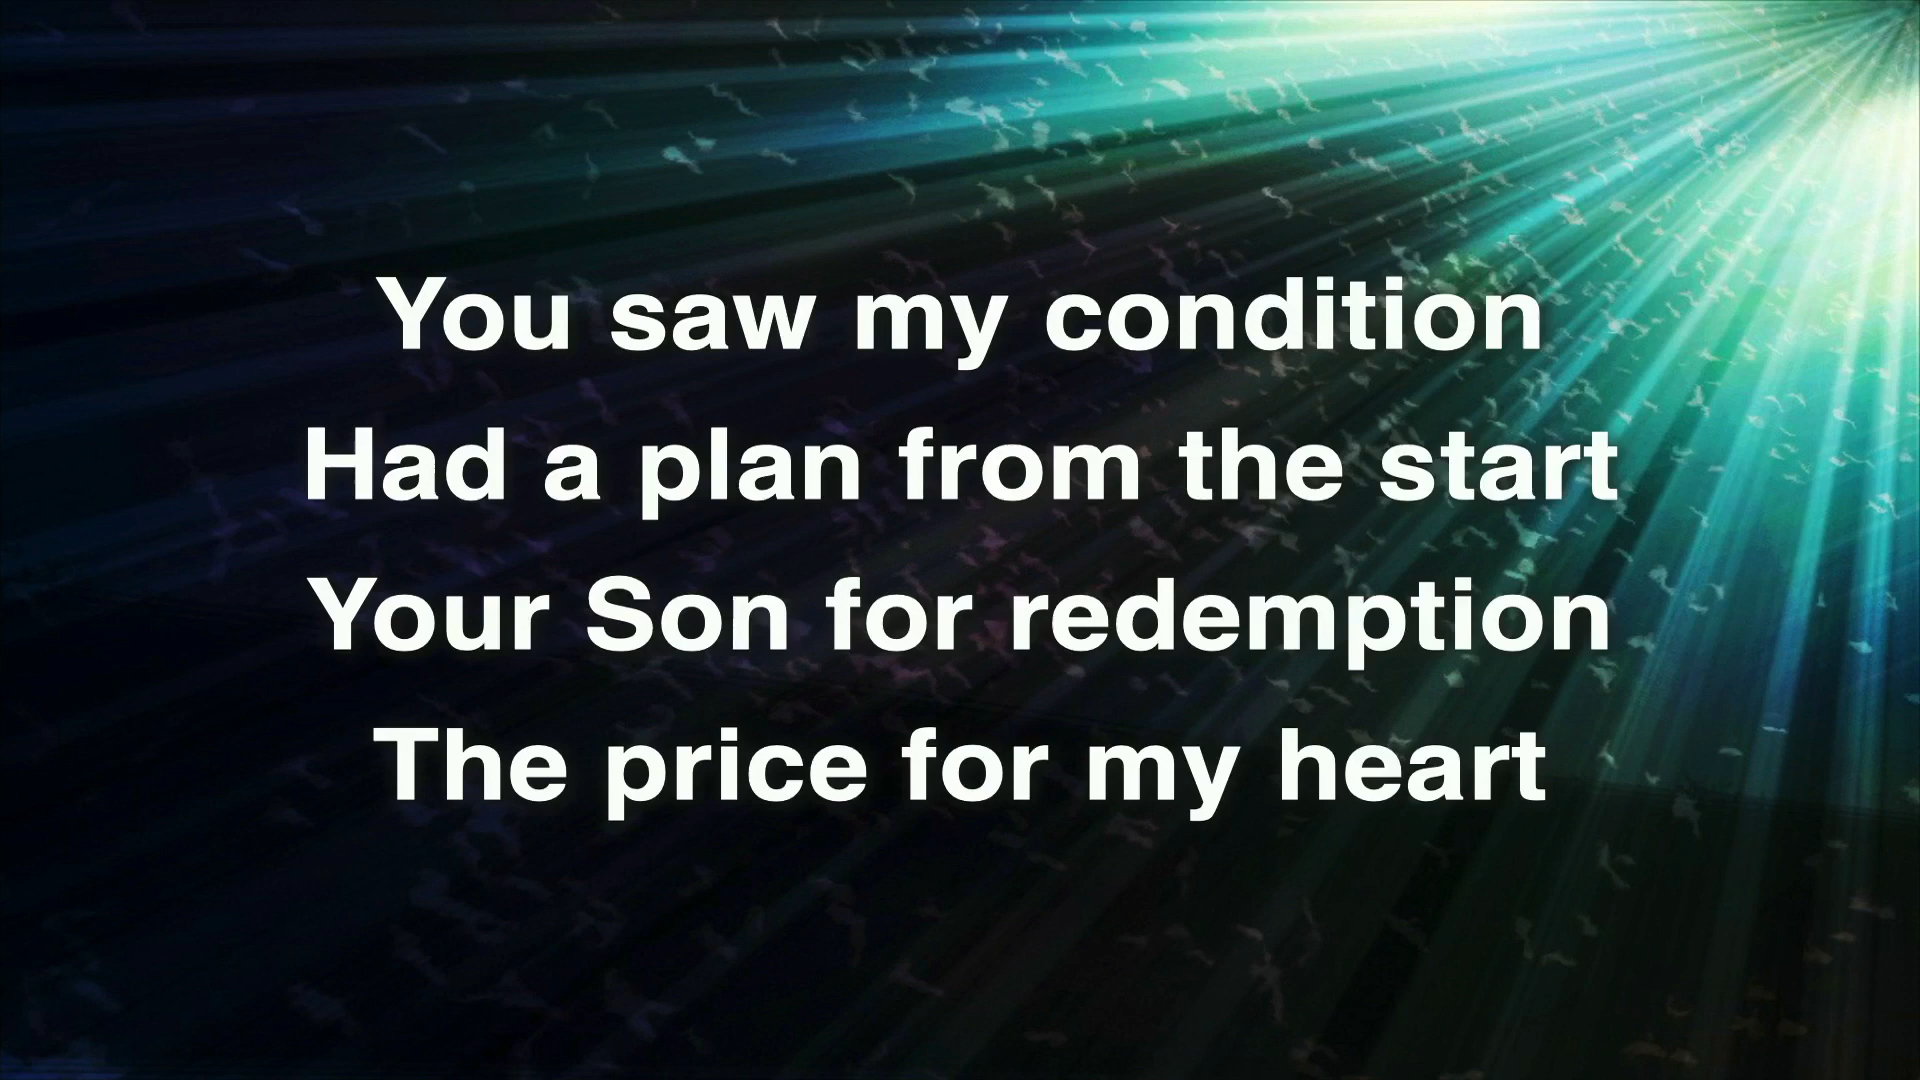 You saw my condition
Had a plan from the start
Your Son for redemption
The price for my heart